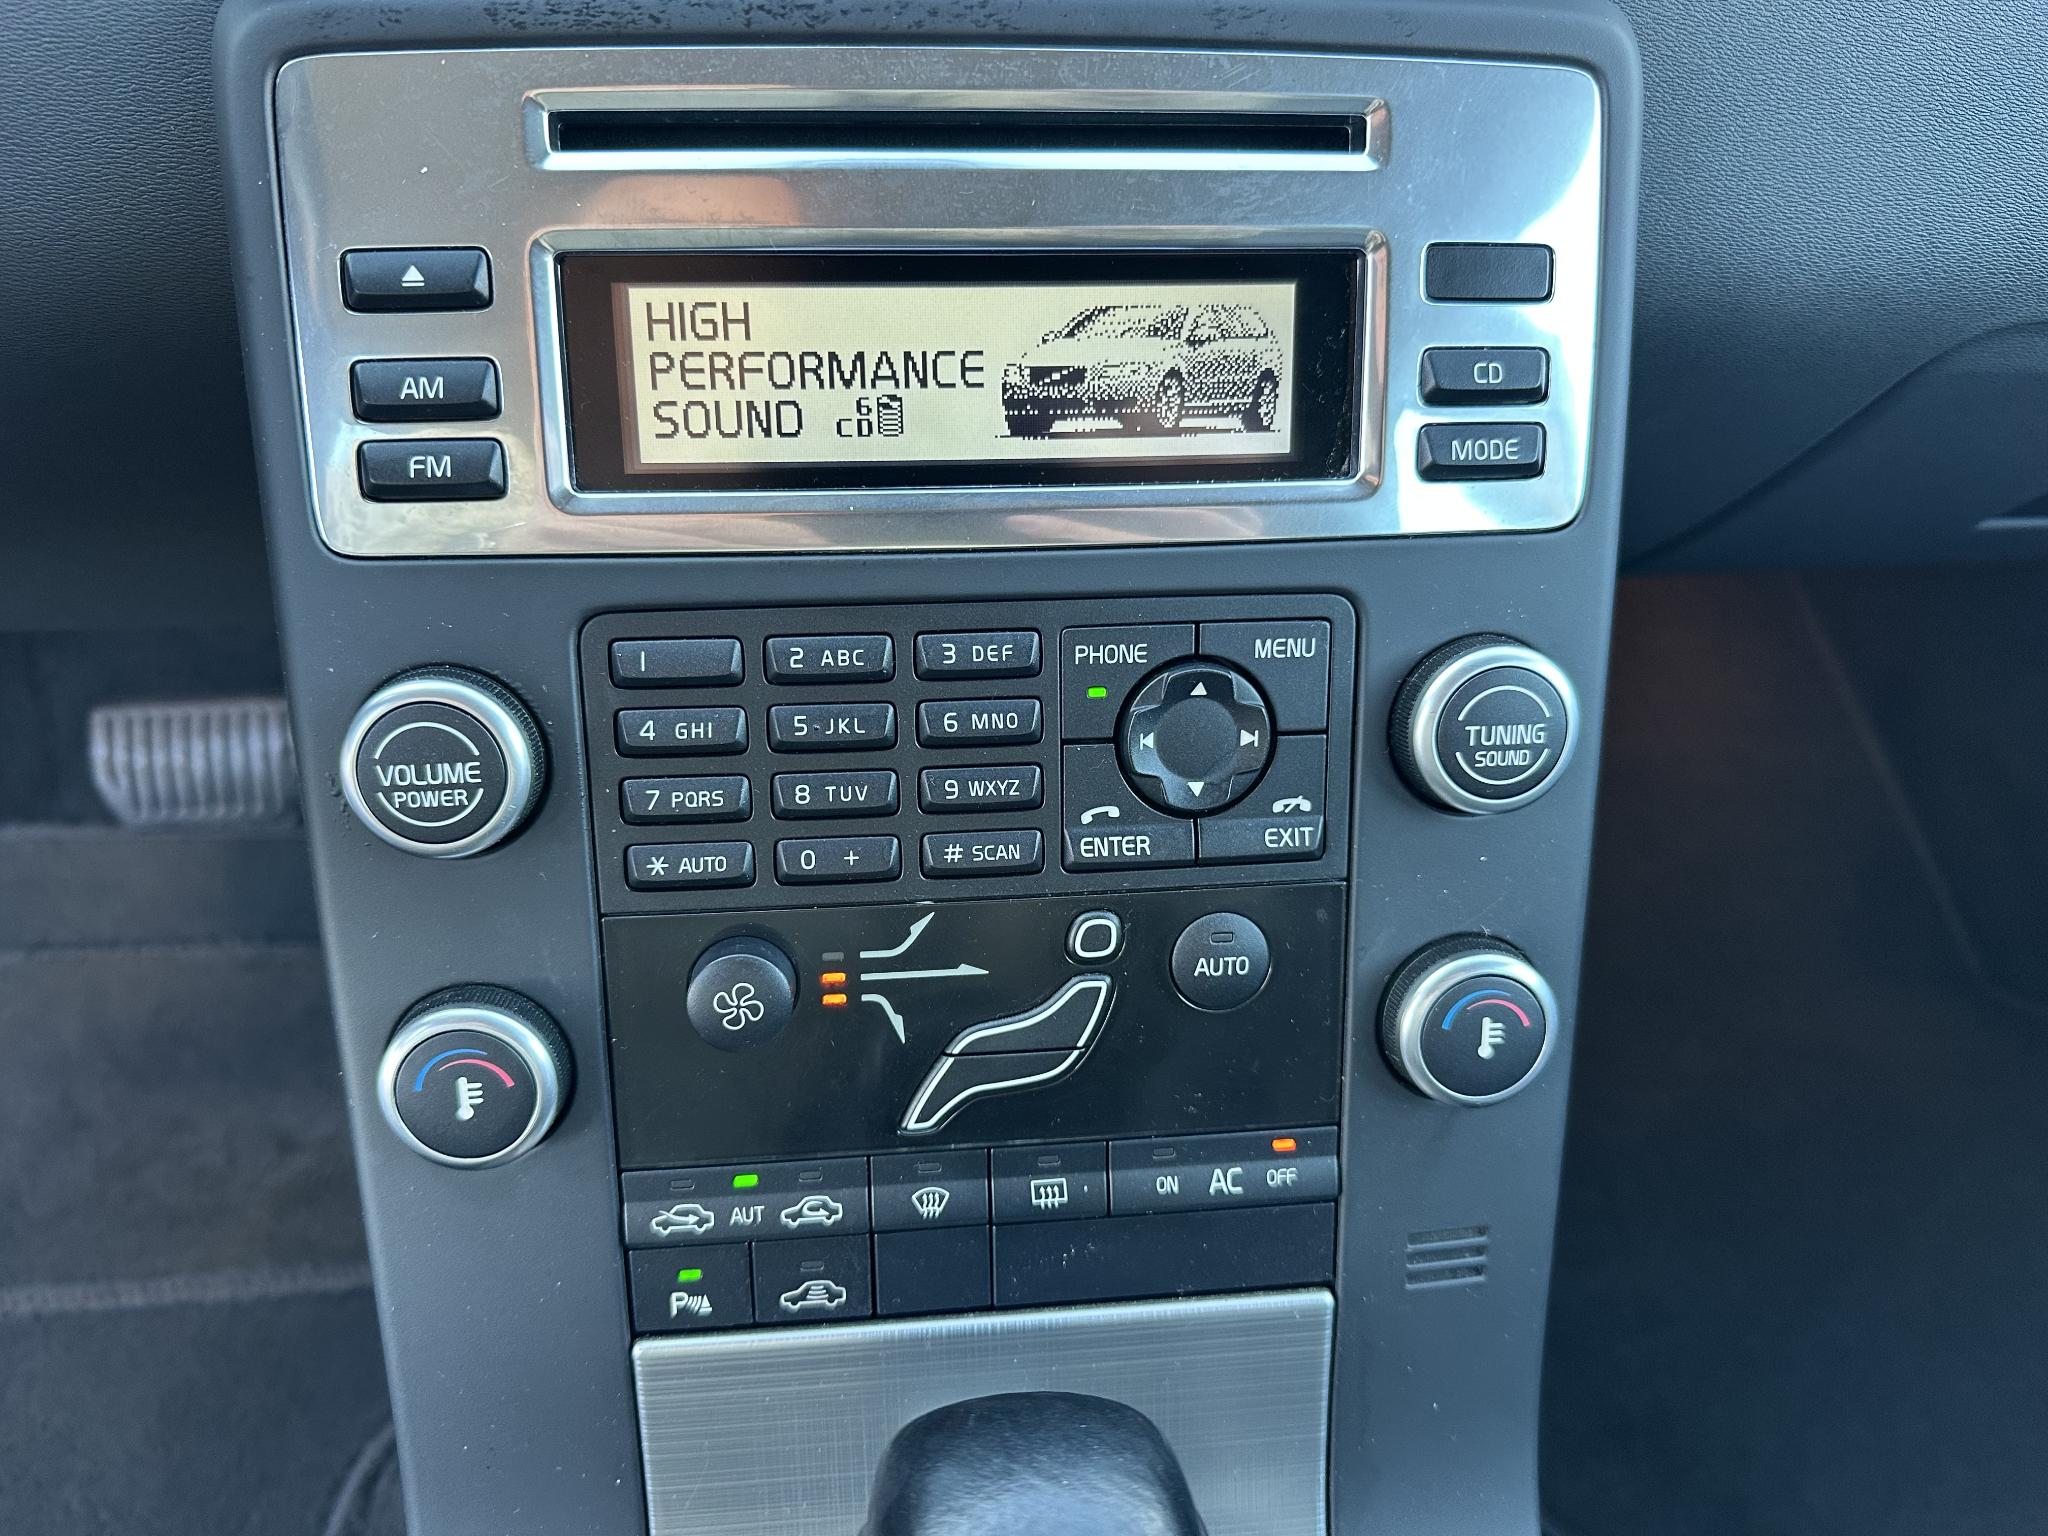 HIGH
PERFORMANCE
SOUND
6
CD
AM
FM
CD
MODE
1
2 ABC
3 DEF
4 GHI
5 JKL
6 MNO
7 PQRS
8 TUV
9 WXYZ
* AUTO
0 +
# SCAN
PHONE
MENU
ENTER
EXIT
VOLUME
POWER
TUNING
SOUND
AUTO
AUT
ON AC OFF
P